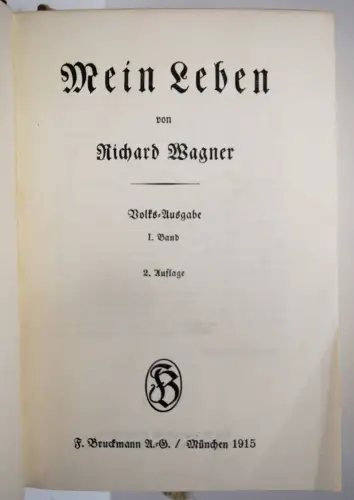 Mein Leben
von
Richard Wagner
Volks-Ausgabe
I. Band
2. Auflage
F. Bruckmann A.-G. / München 1915